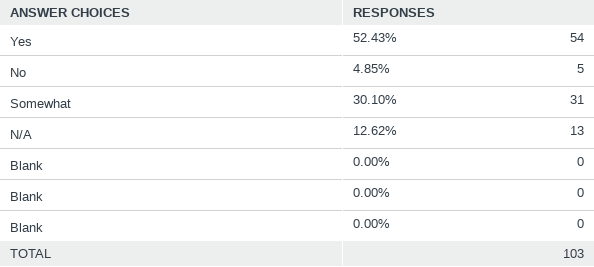 ANSWER CHOICES RESPONSES
Yes 52.43% 54
No 4.85% 5
Somewhat 30.10% 31
N/A 12.62% 13
Blank 0.00% 0
Blank 0.00% 0
Blank 0.00% 0
TOTAL 103